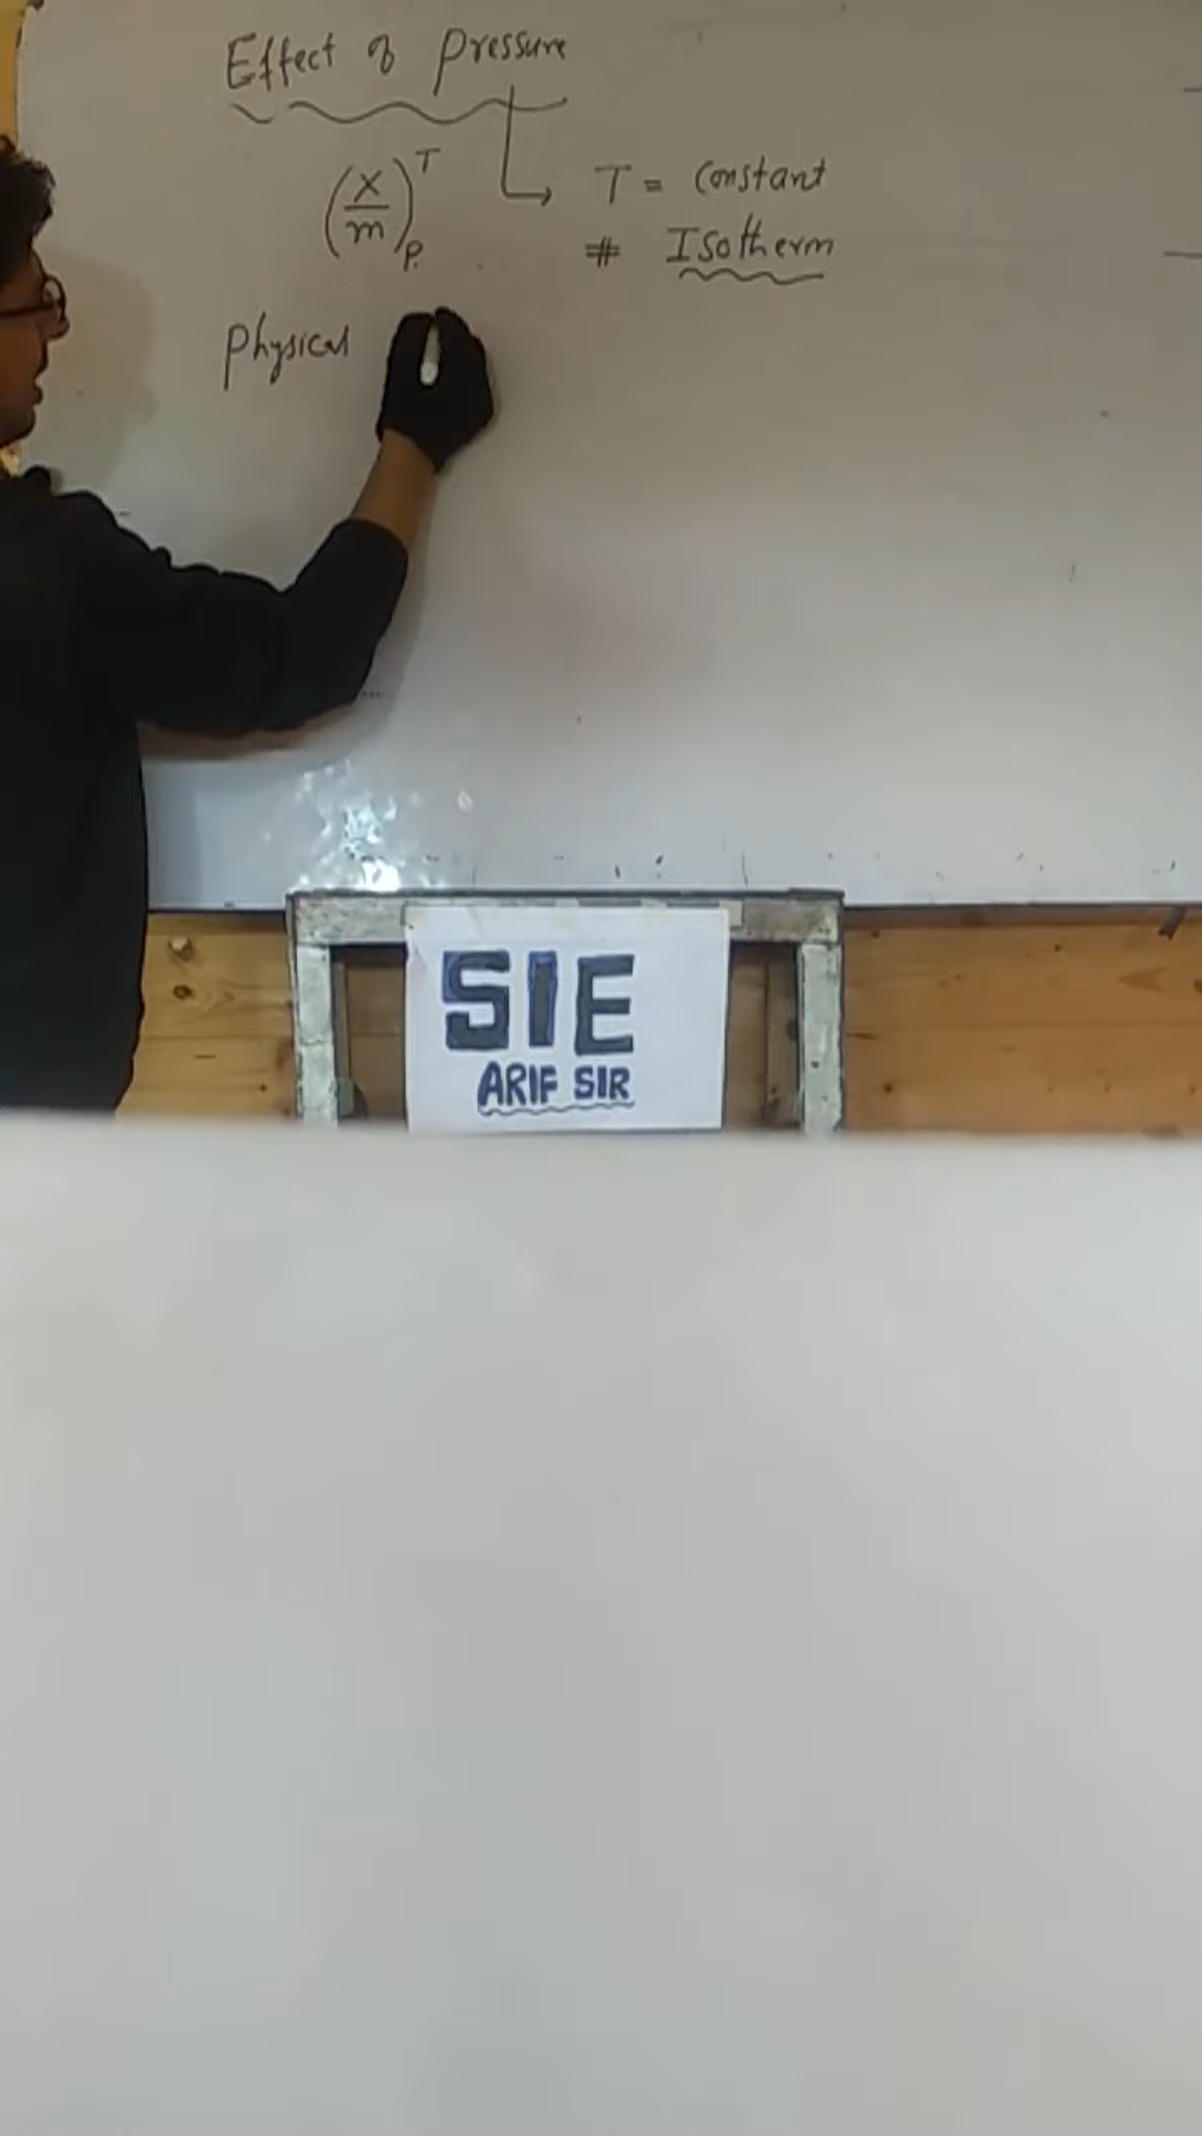 Effect of Pressure
(x/m)ᵀ_P. T = Constant
# Isotherm
Physical
SIE
ARIF SIR